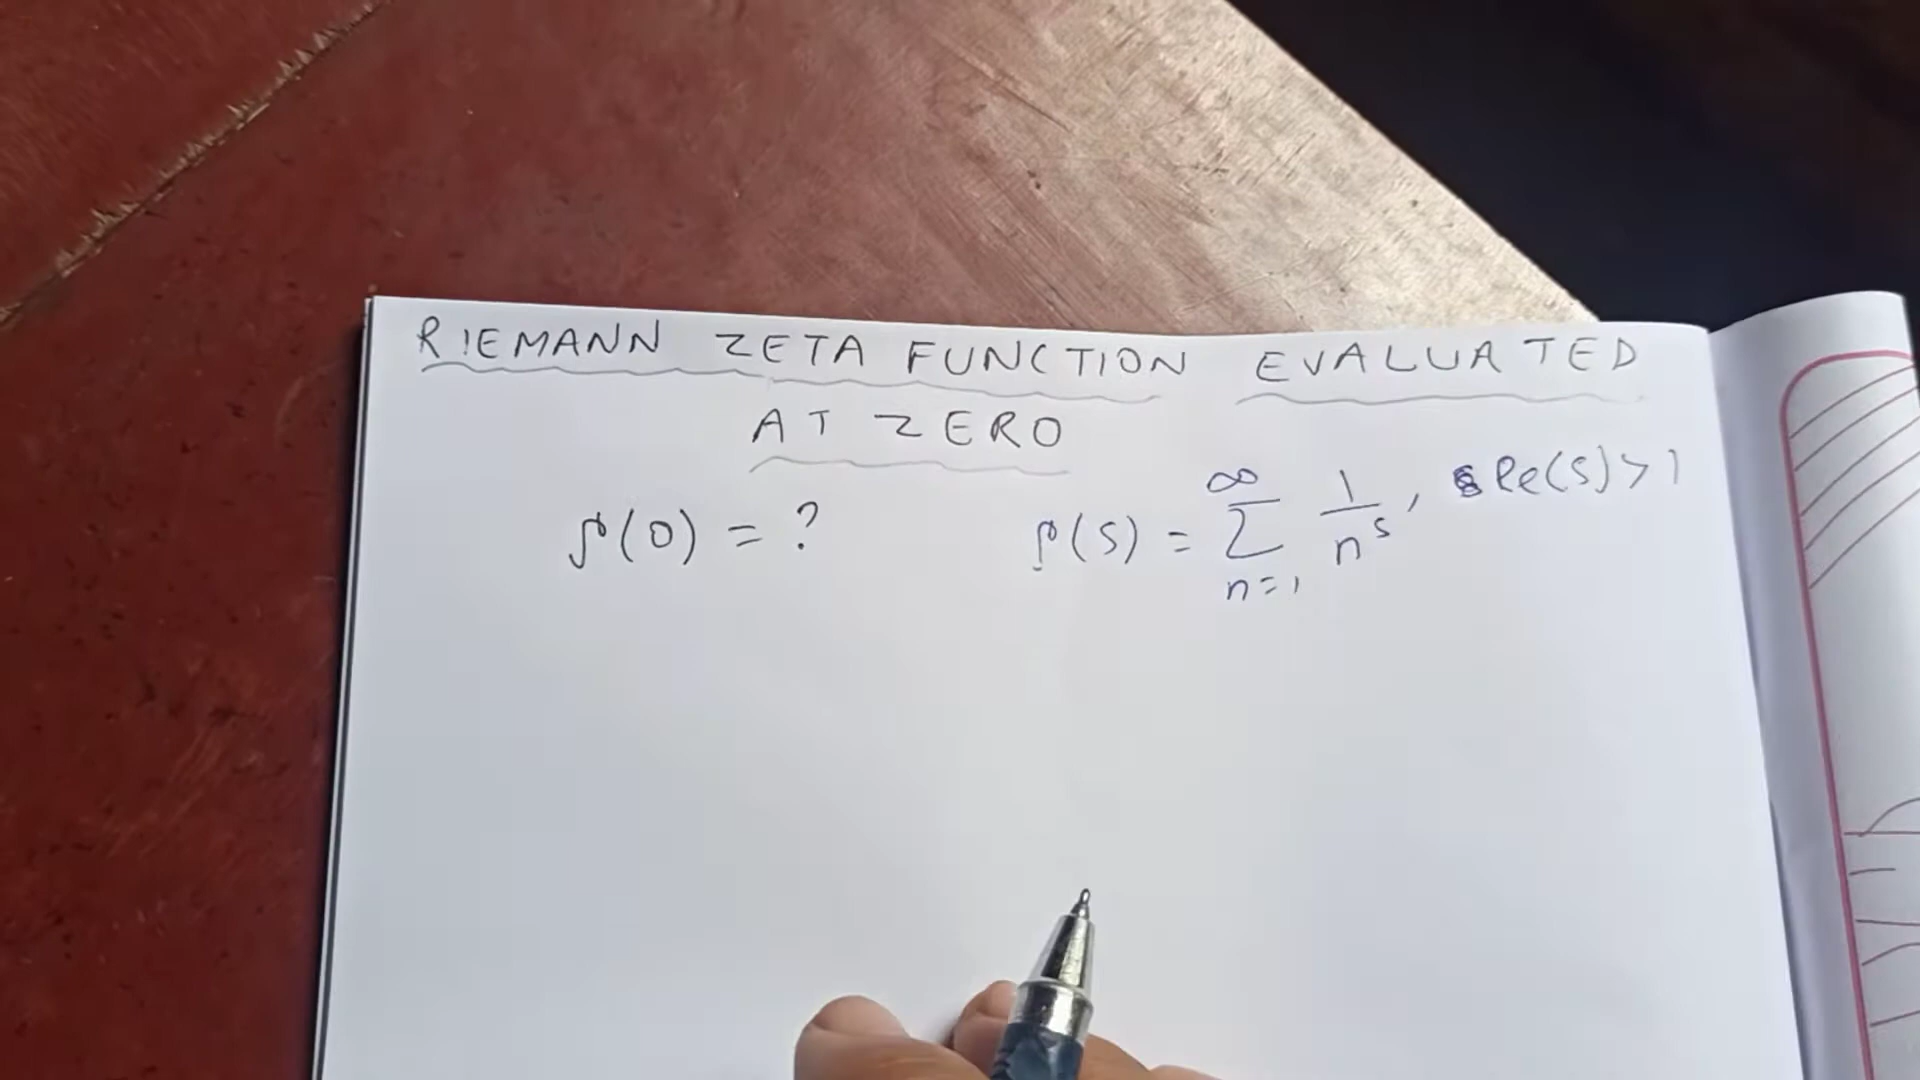 RIEMANN ZETA FUNCTION EVALUATED
AT ZERO
ζ(0) = ?
ζ(s) = ∞ ∑ n=1 1/n^s, Re(s) > 1